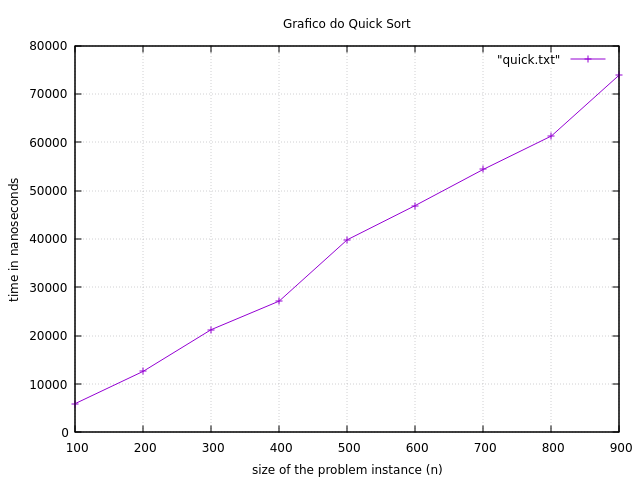 Grafico do Quick Sort
"quick.txt"
80000
70000
60000
50000
40000
30000
20000
10000
0
time in nanoseconds
100 200 300 400 500 600 700 800 900
size of the problem instance (n)